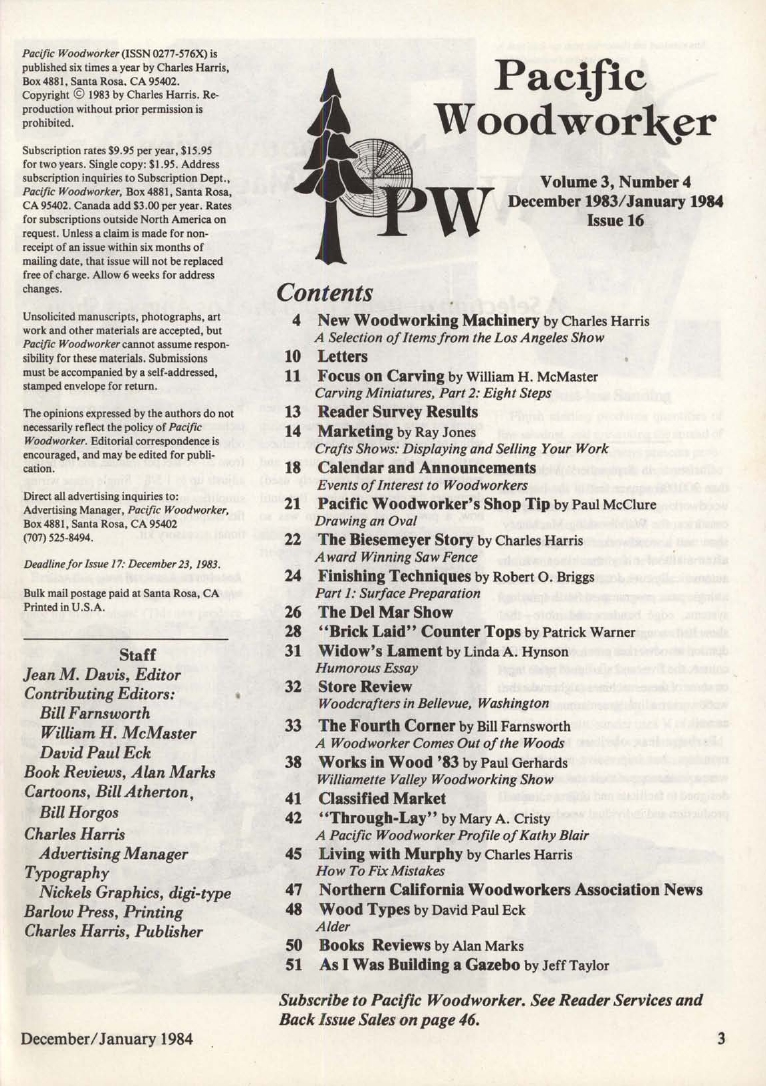 Pacific Woodworker (ISSN 0277-576X) is
published six times a year by Charles Harris,
Box 4881, Santa Rosa. CA 95402.
Copyright © 1983 by Charles Harris. Re-
production without prior permission is
prohibited.
Subscription rates $9.95 per year, $15.95
for two years. Single copy: $1.95. Address
subscription inquiries to Subscription Dept.,
Pacific Woodworker, Box 4881, Santa Rosa,
CA 95402. Canada add $3.00 per year. Rates
for subscriptions outside North America on
request. Unless a claim is made for non-
receipt of an issue within six months of
mailing date, that issue will not be replaced
free of charge. Allow 6 weeks for address
changes.
Unsolicited manuscripts, photographs, art
work and other materials are accepted, but
Pacific Woodworker cannot assume respon-
sibility for these materials. Submissions
must be accompanied by a self-addressed,
stamped envelope for return.
The opinions expressed by the authors do not
necessarily reflect the policy of Pacific
Woodworker. Editorial correspondence is
encouraged, and may be edited for publi-
cation.
Direct all advertising inquiries to:
Advertising Manager, Pacific Woodworker,
Box 4881, Santa Rosa, CA 95402
(707) 525-8494.
Deadline for Issue 17: December 23, 1983.
Bulk mail postage paid at Santa Rosa, CA
Printed in U.S.A.
Staff
Jean M. Davis, Editor
Contributing Editors:
Bill Farnsworth
William H. McMaster
David Paul Eck
Book Reviews, Alan Marks
Cartoons, Bill Atherton,
Bill Horgos
Charles Harris
Advertising Manager
Typography
Nickels Graphics, digi-type
Barlow Press, Printing
Charles Harris, Publisher
Pacific
Woodworker
PW
Volume 3, Number 4
December 1983/January 1984
Issue 16
Contents
4 New Woodworking Machinery by Charles Harris
A Selection of Items from the Los Angeles Show
10 Letters
11 Focus on Carving by William H. McMaster
Carving Miniatures, Part 2: Eight Steps
13 Reader Survey Results
14 Marketing by Ray Jones
Crafts Shows: Displaying and Selling Your Work
18 Calendar and Announcements
Events of Interest to Woodworkers
21 Pacific Woodworker's Shop Tip by Paul McClure
Drawing an Oval
22 The Biesemeyer Story by Charles Harris
Award Winning Saw Fence
24 Finishing Techniques by Robert O. Briggs
Part 1: Surface Preparation
26 The Del Mar Show
28 "Brick Laid" Counter Tops by Patrick Warner
31 Widow's Lament by Linda A. Hynson
Humorous Essay
32 Store Review
Woodcrafters in Bellevue, Washington
33 The Fourth Corner by Bill Farnsworth
A Woodworker Comes Out of the Woods
38 Works in Wood '83 by Paul Gerhards
Williamette Valley Woodworking Show
41 Classified Market
42 "Through-Lay" by Mary A. Cristy
A Pacific Woodworker Profile of Kathy Blair
45 Living with Murphy by Charles Harris
How To Fix Mistakes
47 Northern California Woodworkers Association News
48 Wood Types by David Paul Eck
Alder
50 Books Reviews by Alan Marks
51 As I Was Building a Gazebo by Jeff Taylor
Subscribe to Pacific Woodworker. See Reader Services and
Back Issue Sales on page 46.
December/January 1984
3